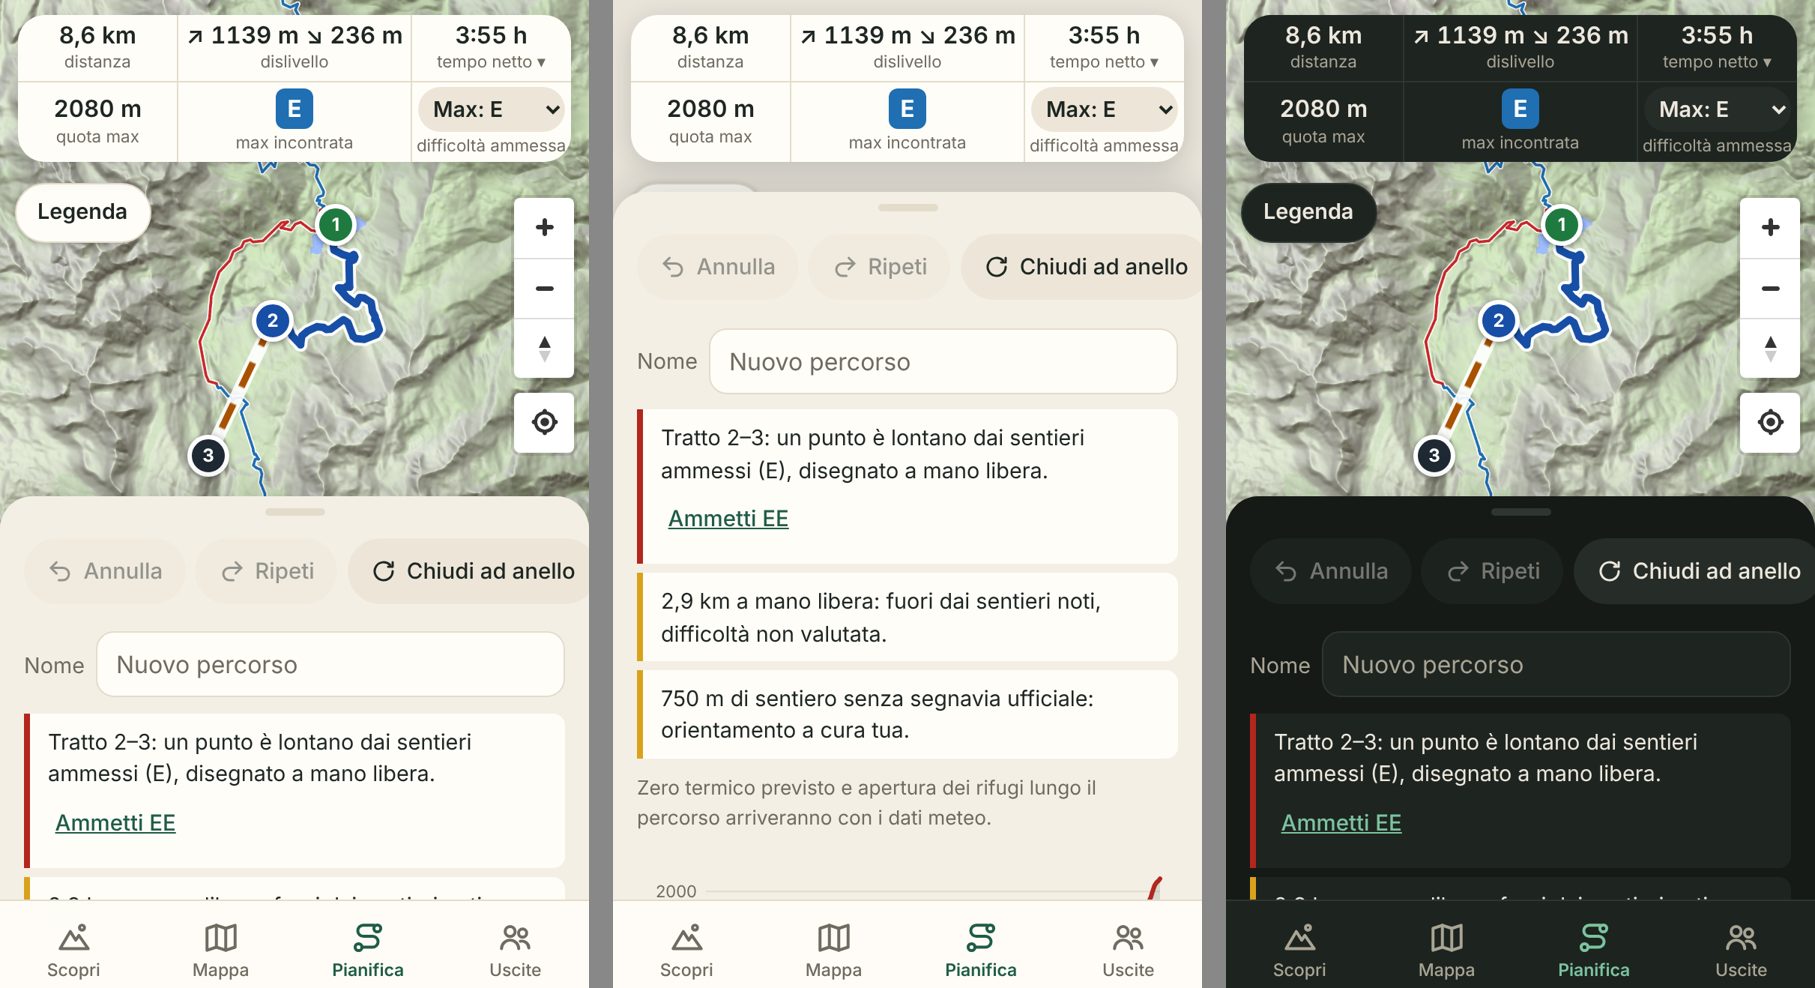 8,6 km
distanza
↗ 1139 m ↘ 236 m
dislivello
3:55 h
tempo netto ▾
2080 m
quota max
E
max incontrata
Max: E
difficoltà ammessa
Legenda
1
2
3
Annulla
Ripeti
Chiudi ad anello
Nome
Nuovo percorso
Tratto 2–3: un punto è lontano dai sentieri
ammessi (E), disegnato a mano libera.
Ammetti EE
Scopri
Mappa
Pianifica
Uscite
8,6 km
distanza
↗ 1139 m ↘ 236 m
dislivello
3:55 h
tempo netto ▾
2080 m
quota max
E
max incontrata
Max: E
difficoltà ammessa
Annulla
Ripeti
Chiudi ad anello
Nome
Nuovo percorso
Tratto 2–3: un punto è lontano dai sentieri
ammessi (E), disegnato a mano libera.
Ammetti EE
2,9 km a mano libera: fuori dai sentieri noti,
difficoltà non valutata.
750 m di sentiero senza segnavia ufficiale:
orientamento a cura tua.
Zero termico previsto e apertura dei rifugi lungo il
percorso arriveranno con i dati meteo.
2000
Scopri
Mappa
Pianifica
Uscite
8,6 km
distanza
↗ 1139 m ↘ 236 m
dislivello
3:55 h
tempo netto ▾
2080 m
quota max
E
max incontrata
Max: E
difficoltà ammessa
Legenda
1
2
3
Annulla
Ripeti
Chiudi ad anello
Nome
Nuovo percorso
Tratto 2–3: un punto è lontano dai sentieri
ammessi (E), disegnato a mano libera.
Ammetti EE
Scopri
Mappa
Pianifica
Uscite